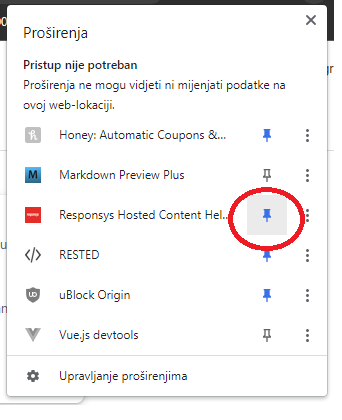 Proširenja
Pristup nije potreban
Proširenja ne mogu vidjeti ni mijenjati podatke na
ovoj web-lokaciji.
Honey: Automatic Coupons &...
Markdown Preview Plus
Responsys Hosted Content Hel...
RESTED
uBlock Origin
Vue.js devtools
Upravljanje proširenjima